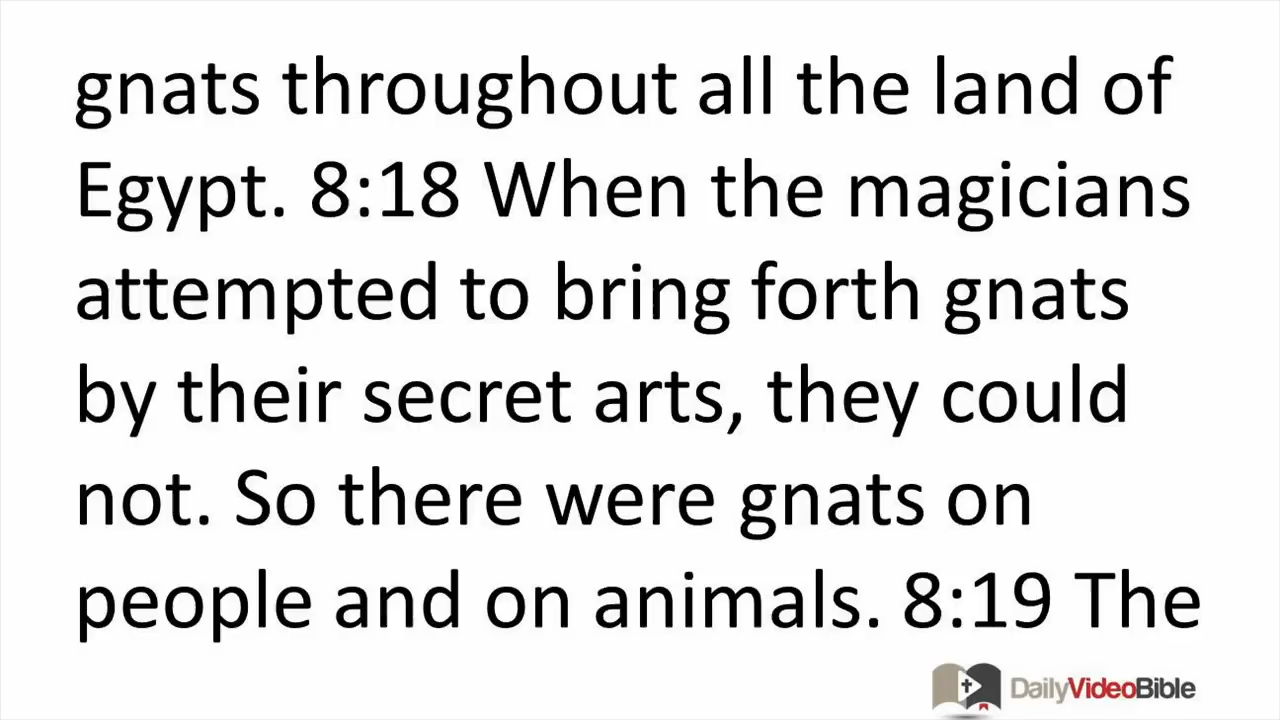 gnats throughout all the land of
Egypt. 8:18 When the magicians
attempted to bring forth gnats
by their secret arts, they could
not. So there were gnats on
people and on animals. 8:19 The
DailyVideoBible